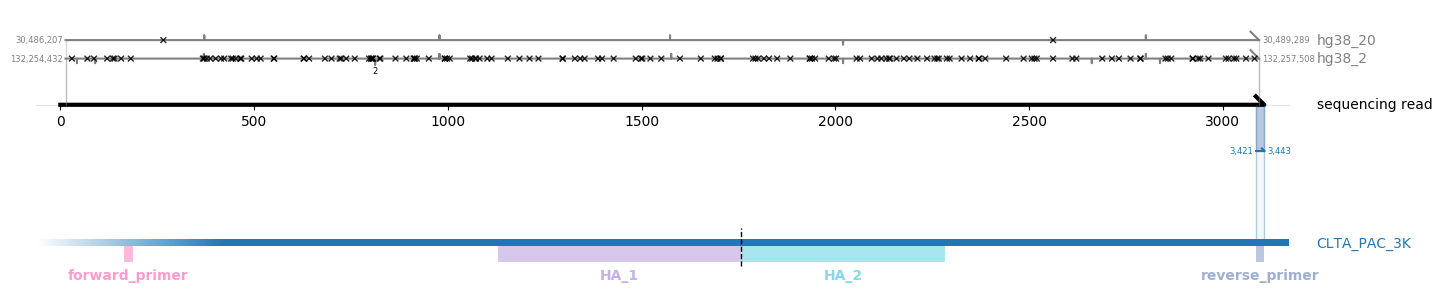 30,486,207 30,489,289 hg38_20
132,254,432 132,257,508 hg38_2
2
sequencing read
0 500 1000 1500 2000 2500 3000
3,421 3,443
CLTA_PAC_3K
forward_primer HA_1 HA_2 reverse_primer